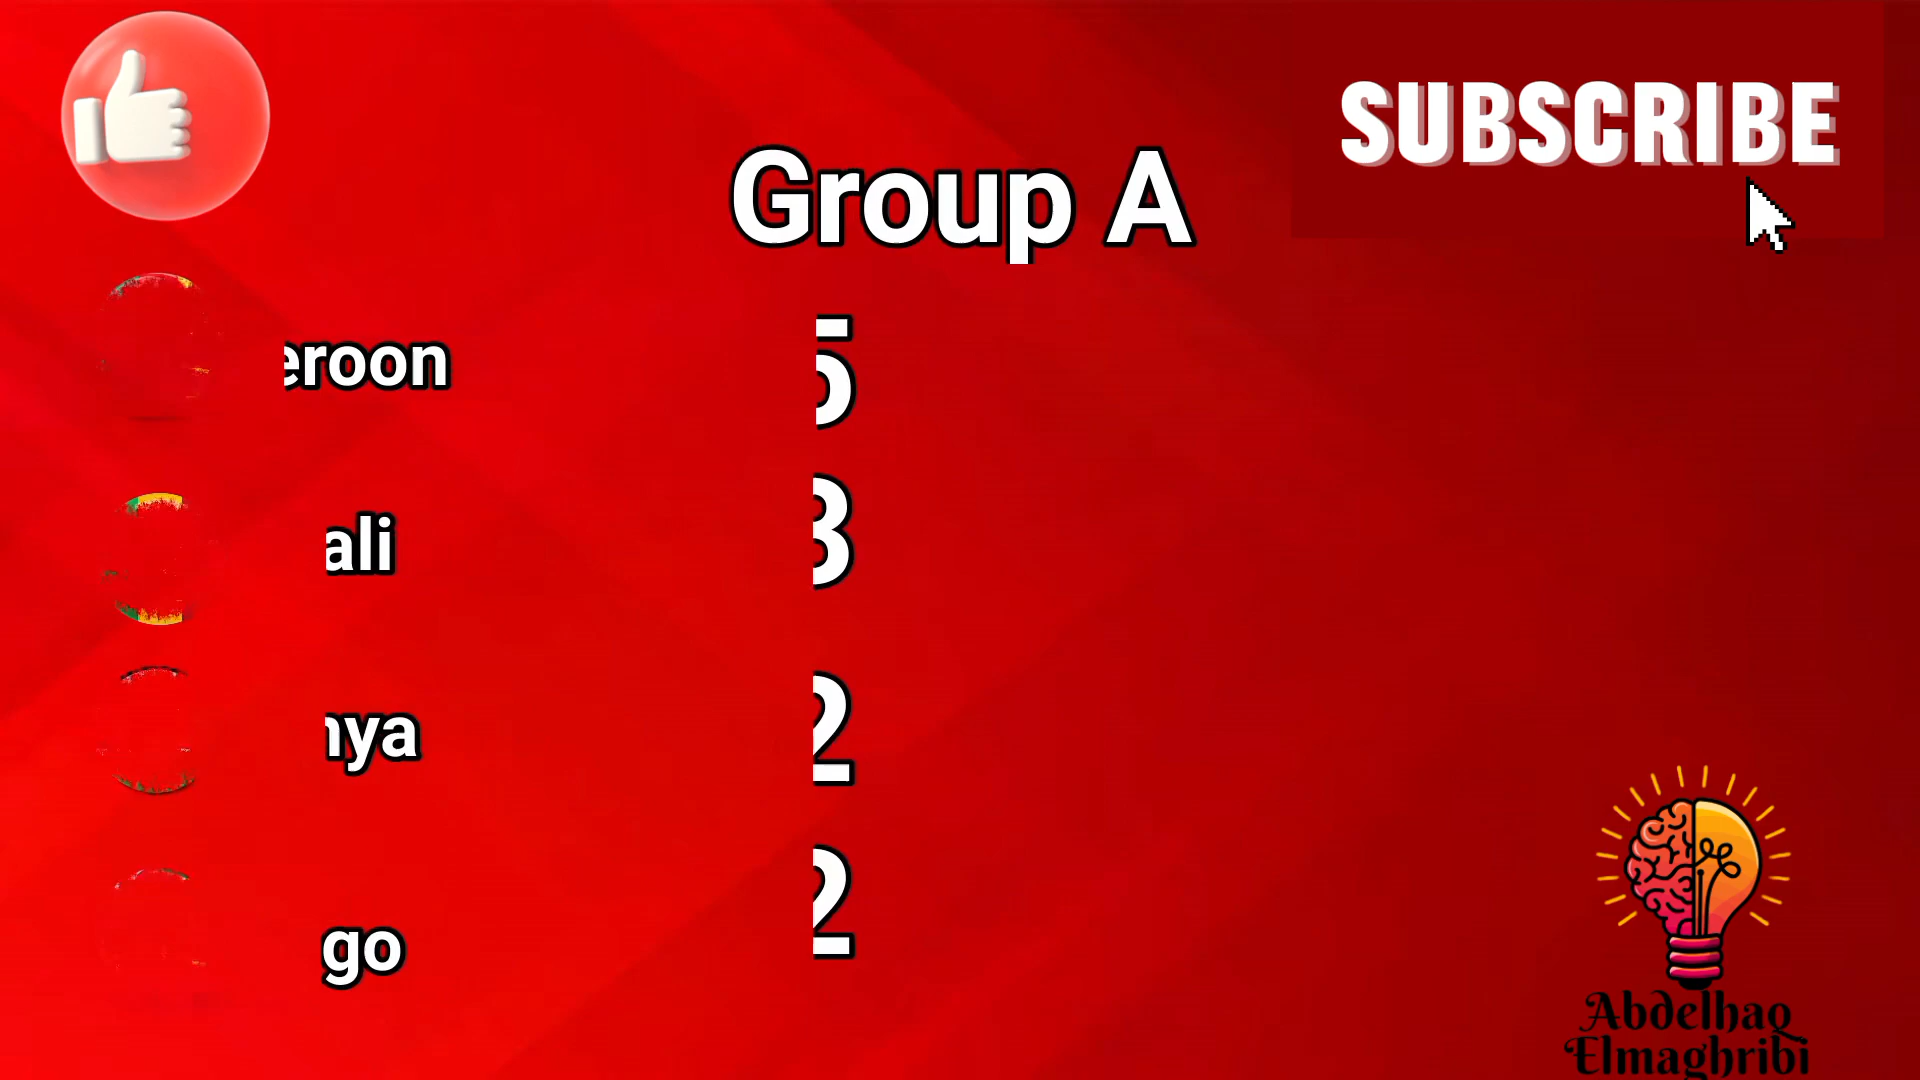 SUBSCRIBE
Group A
eroon 5
ali 3
nya 2
go 2
Abdelhaq
Elmaghribi